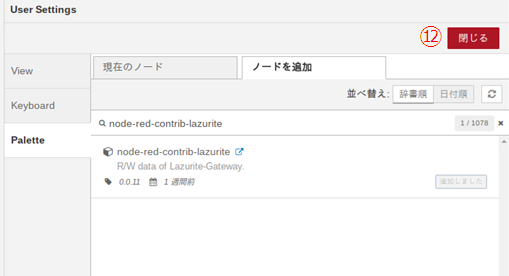 User Settings
⑫ 閉じる
View
Keyboard
Palette
現在のノード
ノードを追加
並べ替え: 辞書順 日付順
node-red-contrib-lazurite
1 / 1078
node-red-contrib-lazurite
R/W data of Lazurite-Gateway.
0.0.11 1 週間前
追加しました